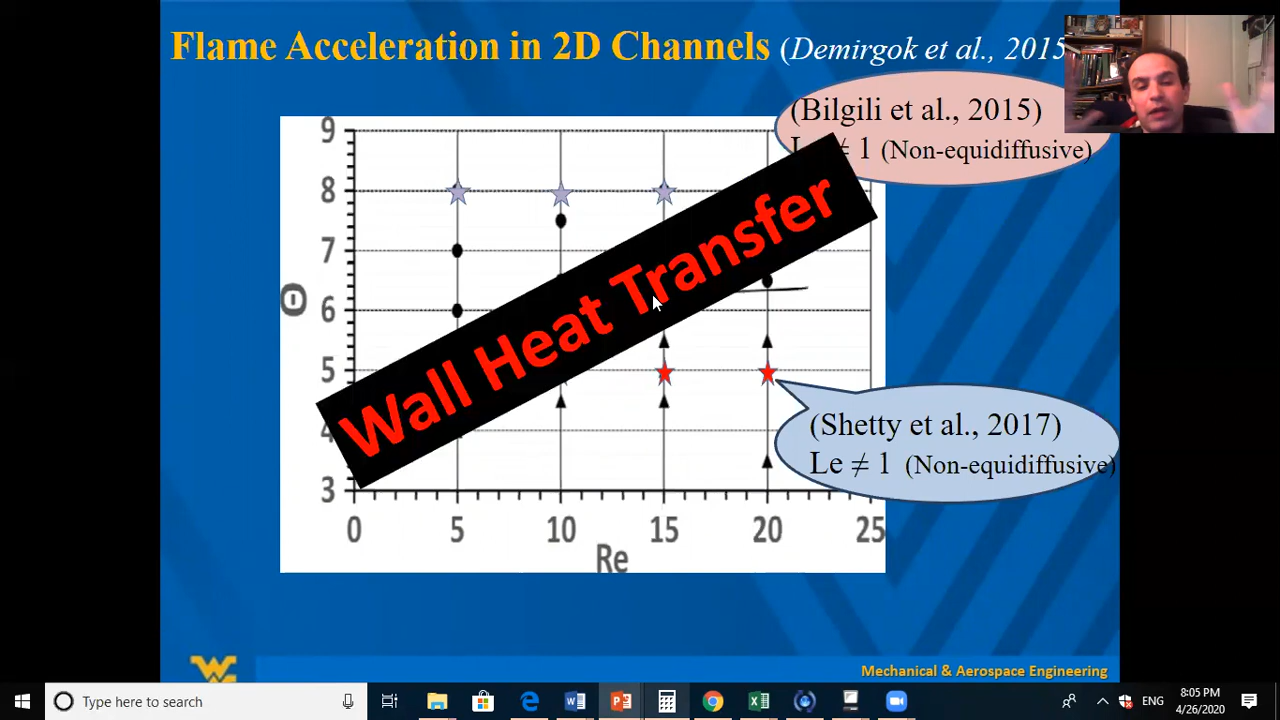 Flame Acceleration in 2D Channels (Demirgok et al., 2015
(Bilgili et al., 2015)
≠ 1 (Non-equidiffusive)
9
8
7
6
5
4
3
Θ
Wall Heat Transfer
(Shetty et al., 2017)
Le ≠ 1 (Non-equidiffusive)
0 5 10 15 20 25
Re
Mechanical & Aerospace Engineering
Type here to search
ENG
8:05 PM
4/26/2020